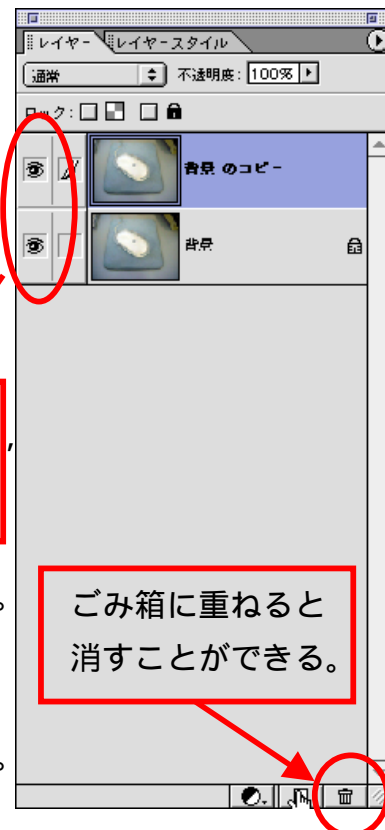 レイヤー レイヤースタイル
通常 不透明度: 100%
ロック:
背景 のコピー
背景
,
。
ごみ箱に重ねると
消すことができる。
。